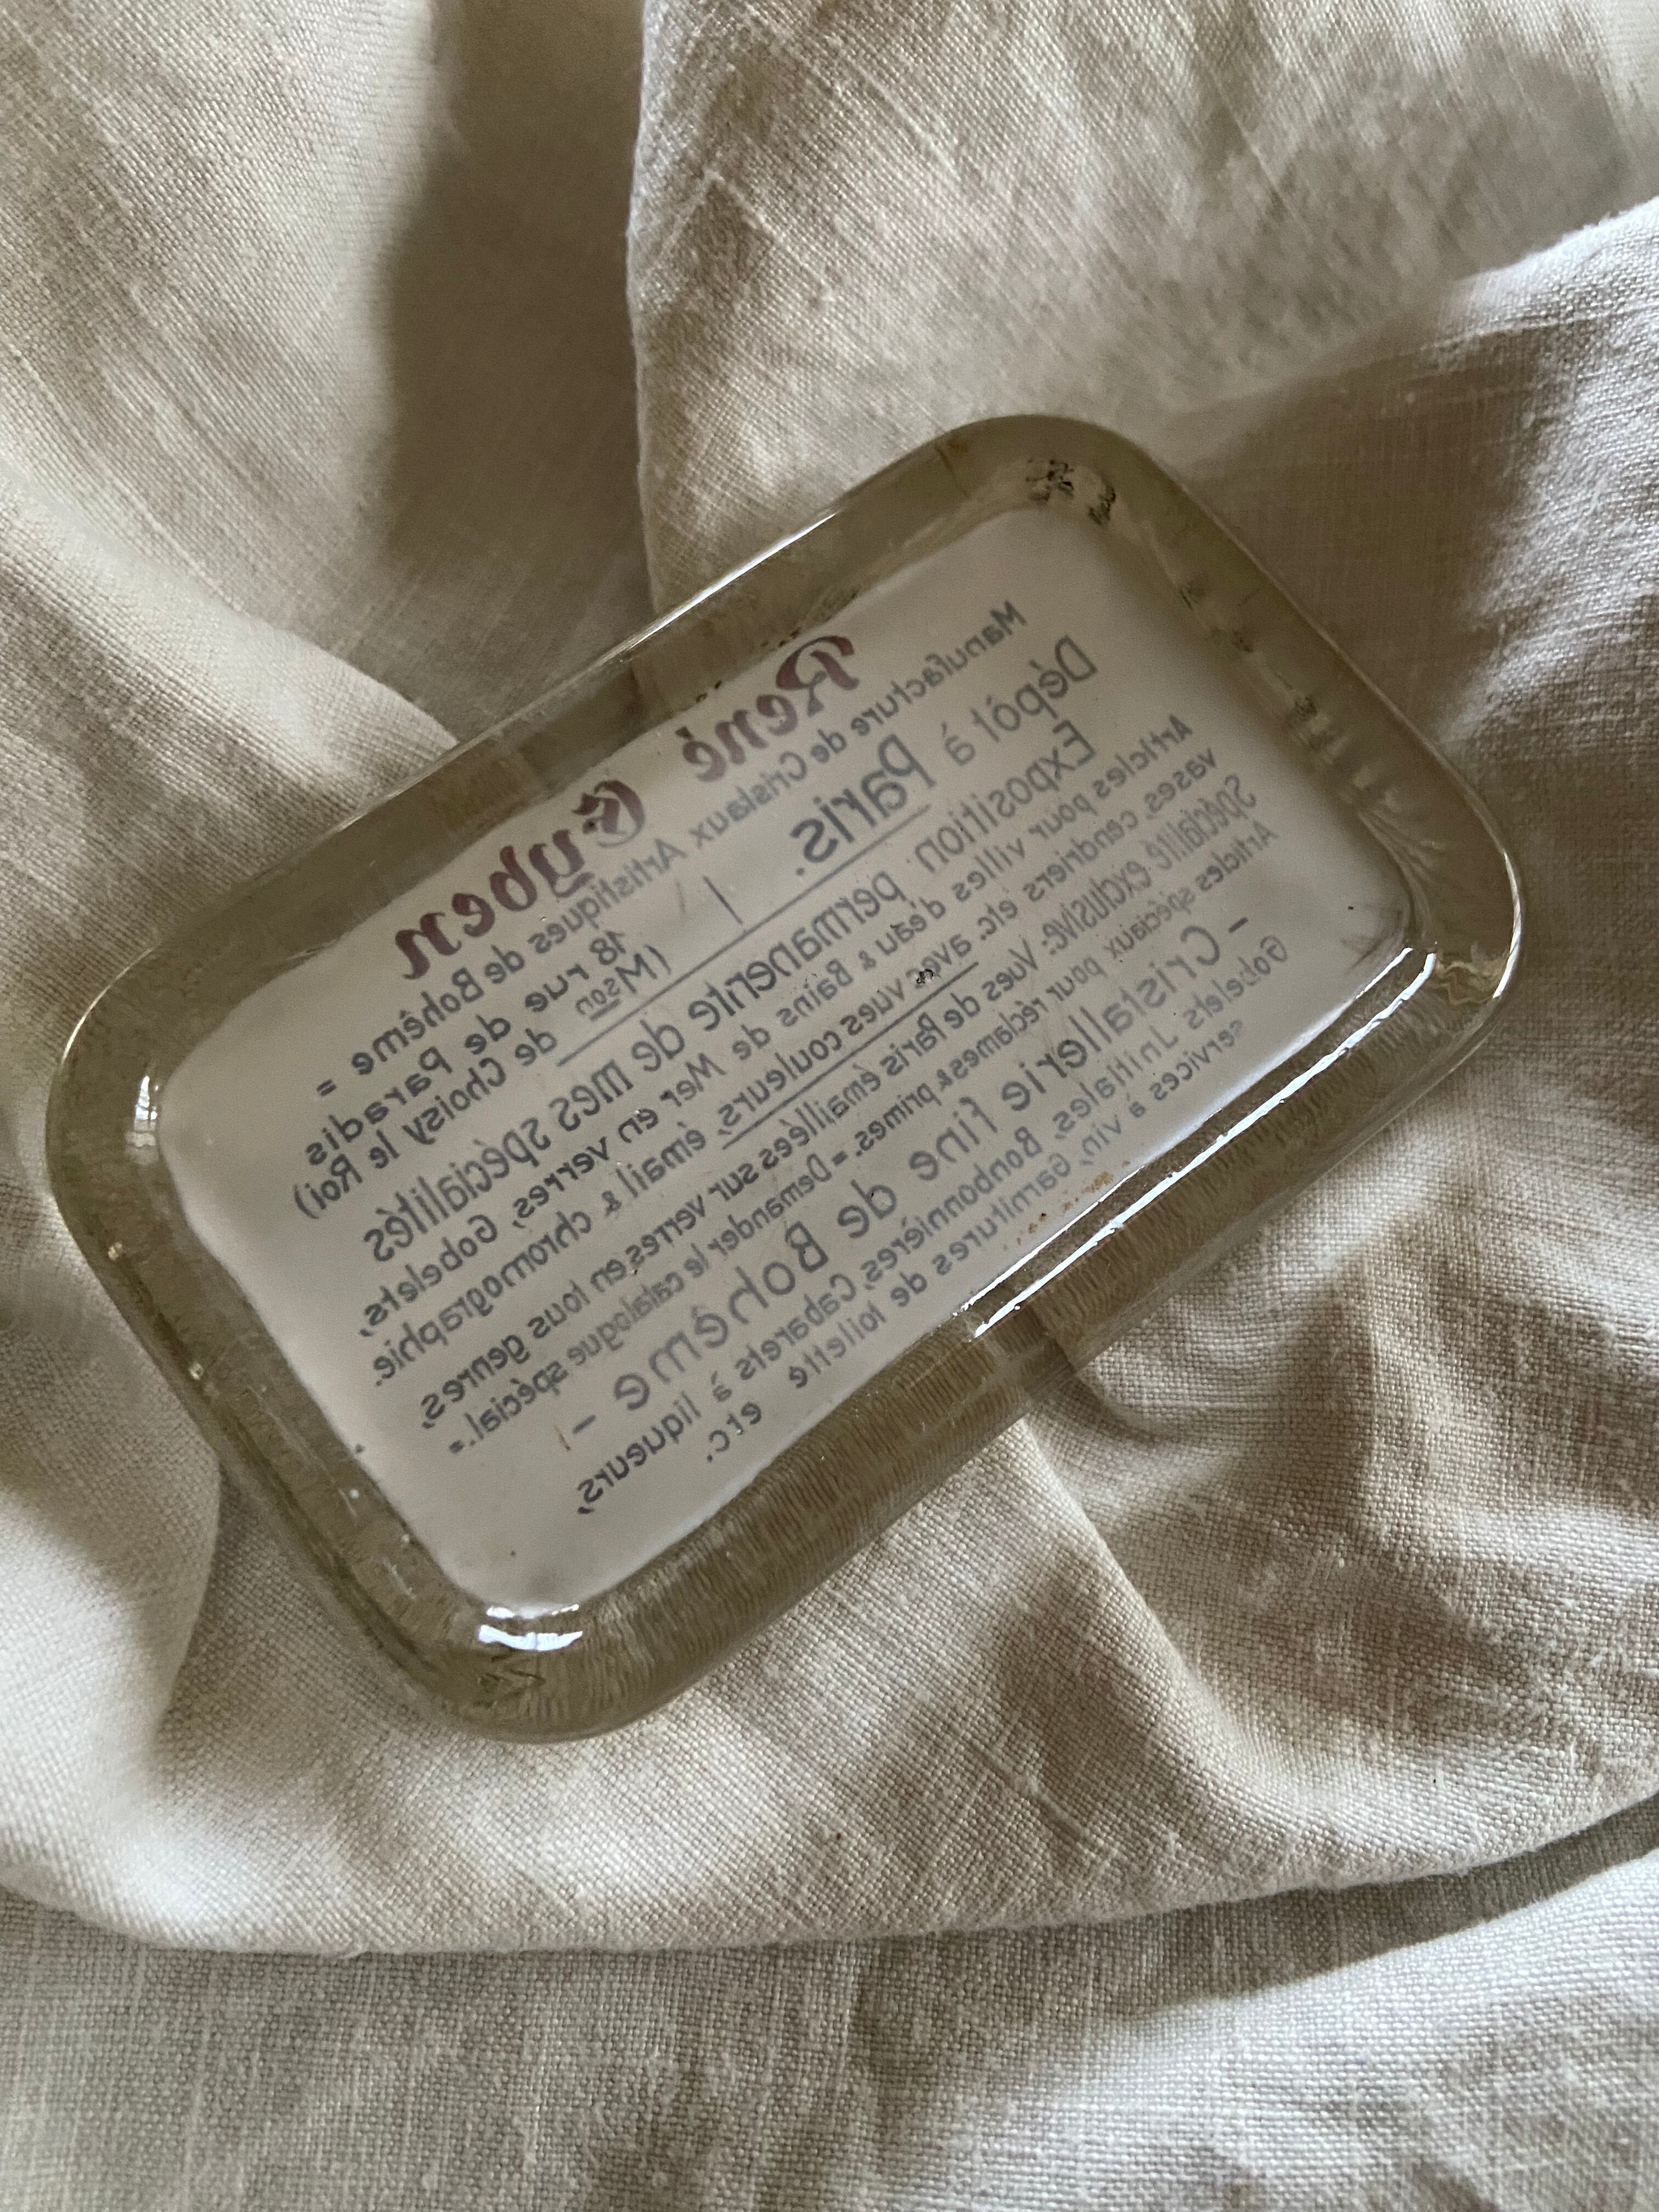 René Eyben
Manufacture de Cristaux Artistiques de Bohême =
Dépôt à Paris. 18 rue de Paradis
(Mson de Choisy le Roi)
Exposition permanente de mes spécialités
Articles pour villes d'eau & Bains de Mer en verres, Gobelets,
vases, cendriers etc. avec vues couleurs, émail & chromographie.
Spécialité exclusive: Vues de Paris émaillées sur verres en tous genres,
Articles spéciaux pour réclames & primes. = Demander le catalogue spécial. =
– Cristallerie fine de Bohême –
Gobelets Jnitiales, Bonbonnières, Cabarets à liqueurs,
services à vin, Garnitures de toilette etc.